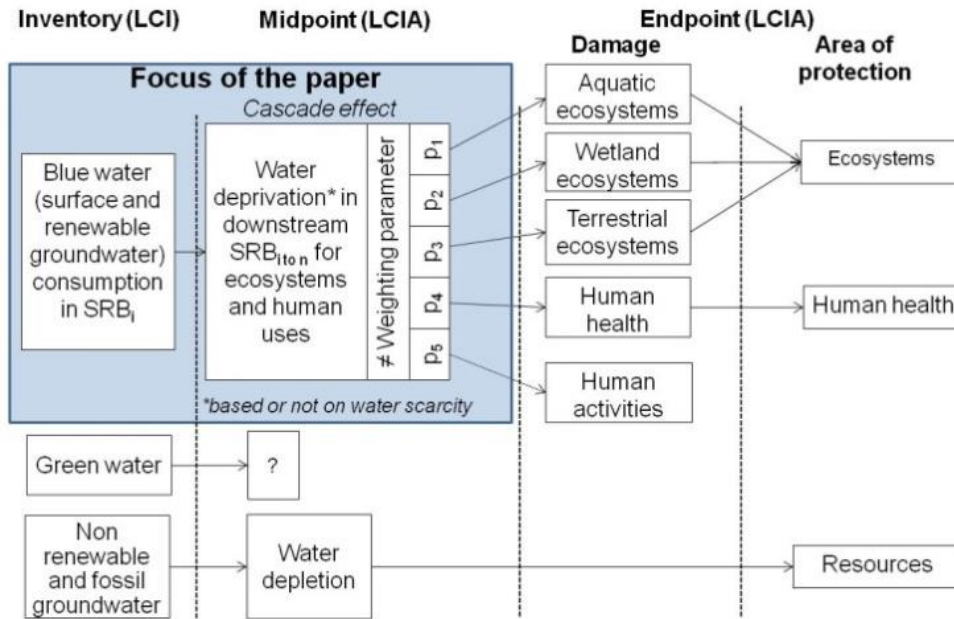 Inventory (LCI)
Midpoint (LCIA)
Endpoint (LCIA)
Damage
Area of
protection
Focus of the paper
Cascade effect
Blue water
(surface and
renewable
groundwater)
consumption
in SRBi
Water
deprivation* in
downstream
SRBi to n for
ecosystems
and human
uses
≠ Weighting parameter
p1
p2
p3
p4
p5
*based or not on water scarcity
Aquatic
ecosystems
Wetland
ecosystems
Terrestrial
ecosystems
Human
health
Human
activities
Ecosystems
Human health
Green water
?
Non
renewable
and fossil
groundwater
Water
depletion
Resources